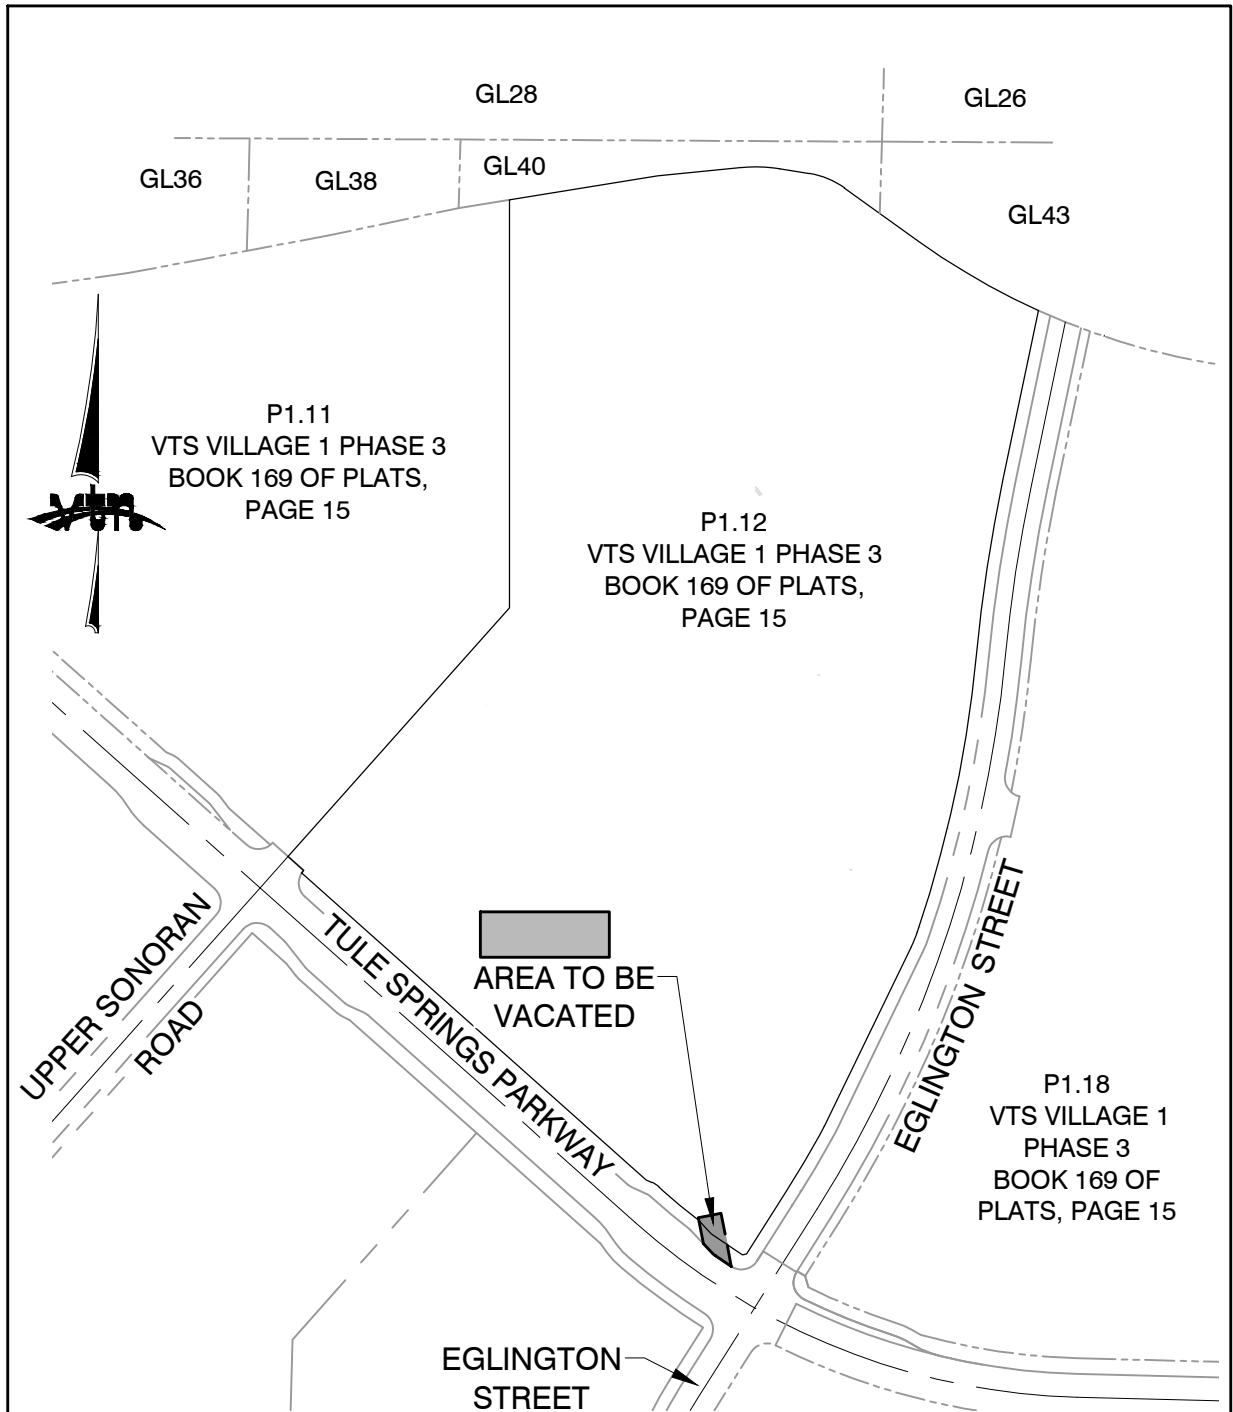 GL28
GL26
GL36
GL38
GL40
GL43
P1.11
VTS VILLAGE 1 PHASE 3
BOOK 169 OF PLATS,
PAGE 15
P1.12
VTS VILLAGE 1 PHASE 3
BOOK 169 OF PLATS,
PAGE 15
UPPER SONORAN
ROAD
TULE SPRINGS PARKWAY
AREA TO BE
VACATED
EGLINGTON STREET
P1.18
VTS VILLAGE 1
PHASE 3
BOOK 169 OF
PLATS, PAGE 15
EGLINGTON
STREET